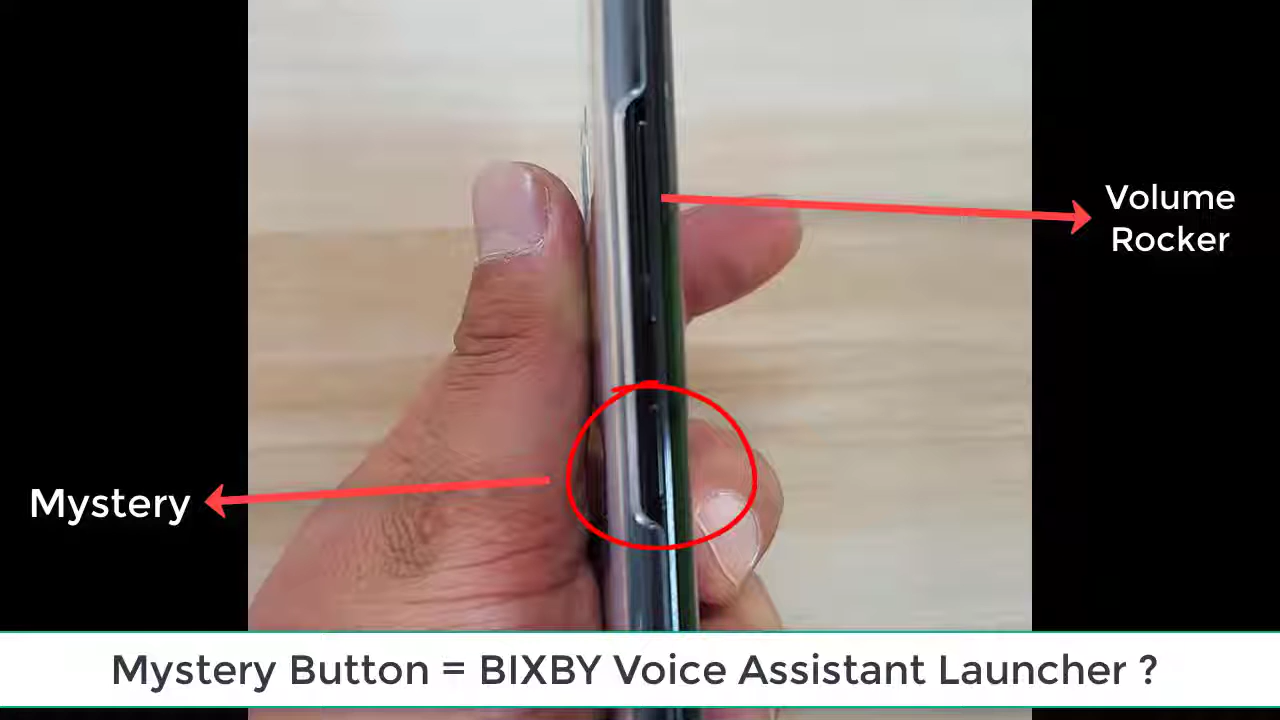 Volume
Rocker
Mystery
Mystery Button = BIXBY Voice Assistant Launcher ?